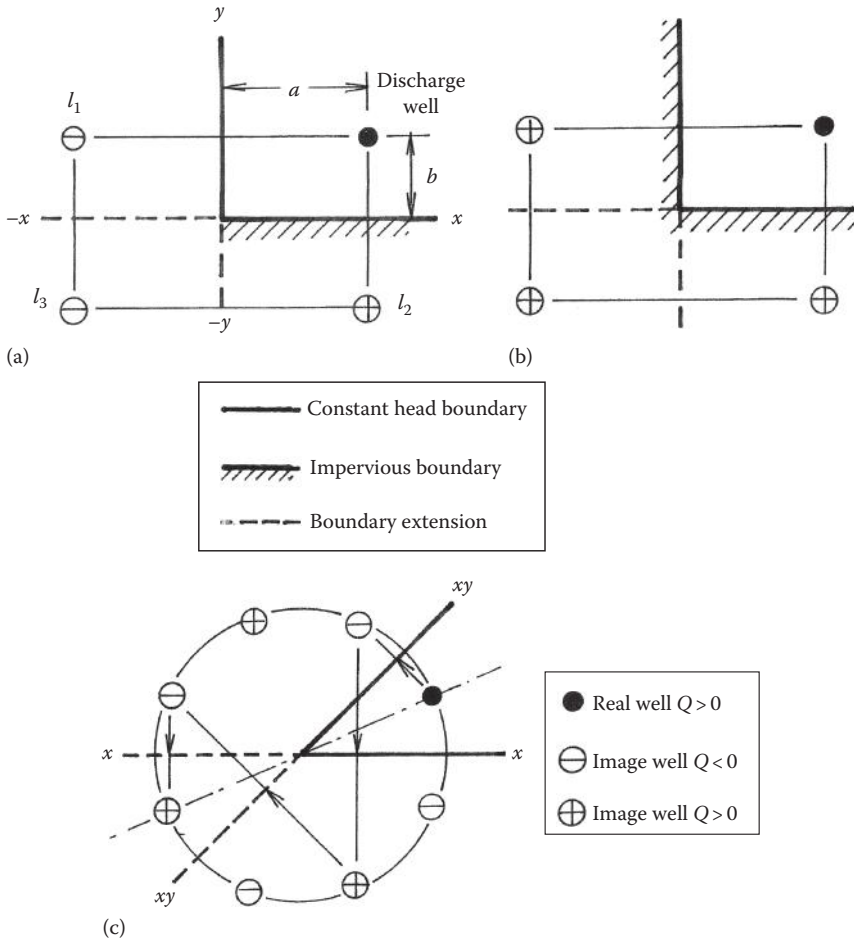 y
a
Discharge
well
l1
b
–x
x
l3
–y
l2
(a)
(b)
Constant head boundary
Impervious boundary
Boundary extension
xy
x
x
xy
Real well Q > 0
Image well Q < 0
Image well Q > 0
(c)